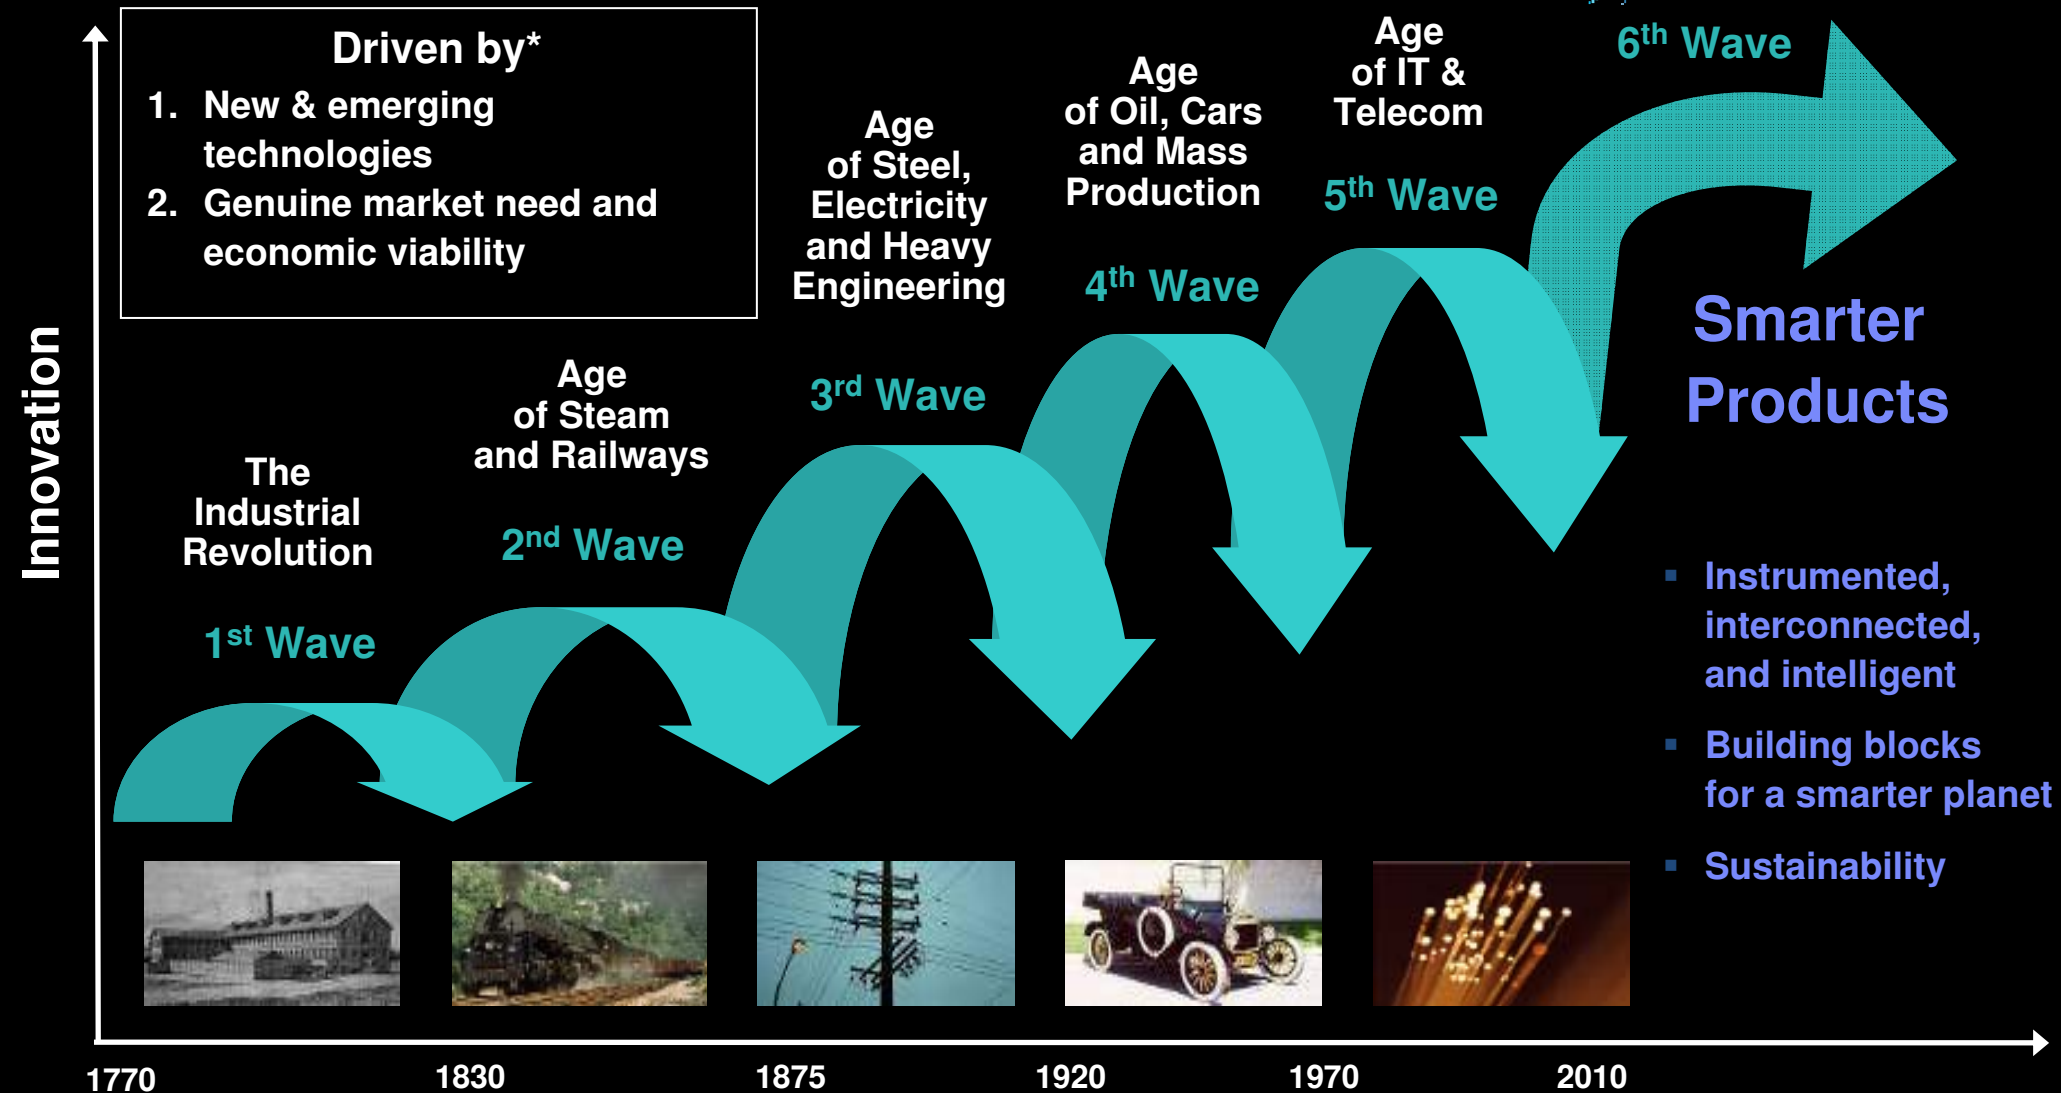 Driven by*
1. New & emerging
technologies
2. Genuine market need and
economic viability
Innovation
The
Industrial
Revolution
1st Wave
Age
of Steam
and Railways
2nd Wave
Age
of Steel,
Electricity
and Heavy
Engineering
3rd Wave
Age
of Oil, Cars
and Mass
Production
4th Wave
Age
of IT &
Telecom
5th Wave
6th Wave
Smarter
Products
▪ Instrumented,
interconnected,
and intelligent
▪ Building blocks
for a smarter planet
▪ Sustainability
1770
1830
1875
1920
1970
2010